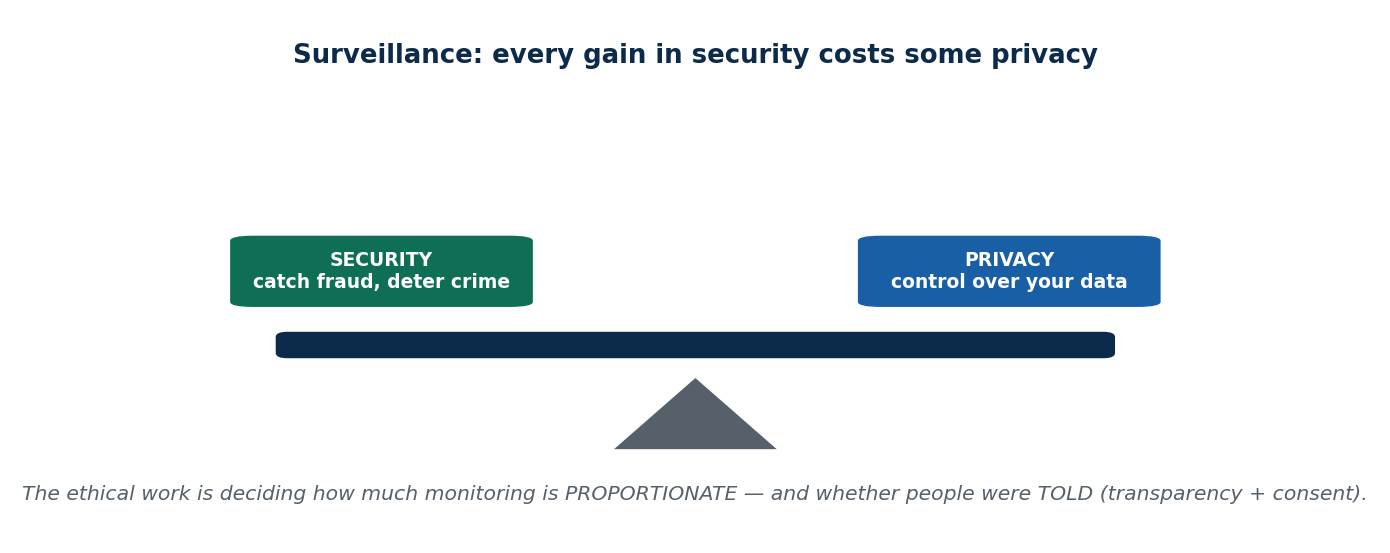 Surveillance: every gain in security costs some privacy
SECURITY
catch fraud, deter crime
PRIVACY
control over your data
The ethical work is deciding how much monitoring is PROPORTIONATE — and whether people were TOLD (transparency + consent).